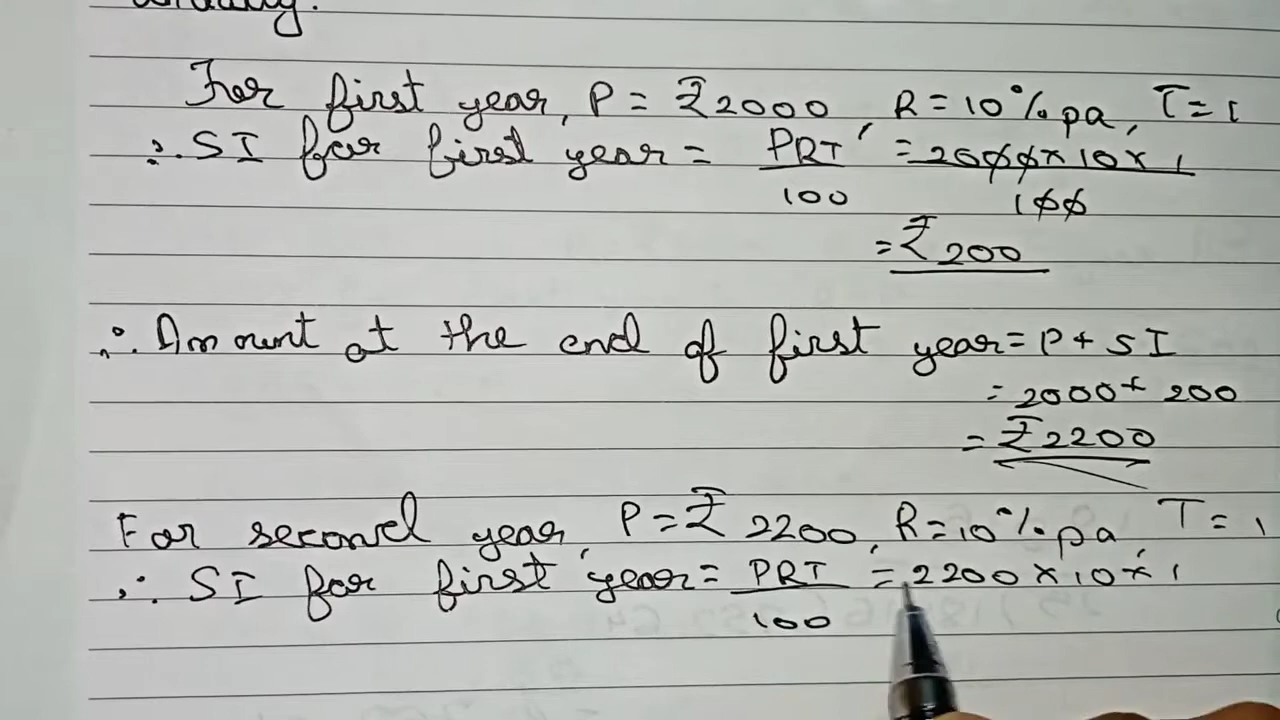 For first year, P = ₹2000, R = 10% pa, T = 1
∴ SI for first year = PRT/100 = 2000 × 10 × 1/100
= ₹200
∴ Amount at the end of first year = P + SI
= 2000 + 200
= ₹2200
For second year, P = ₹ 2200, R = 10% pa, T = 1
∴ SI for first year = PRT/100 = 2200 × 10 × 1